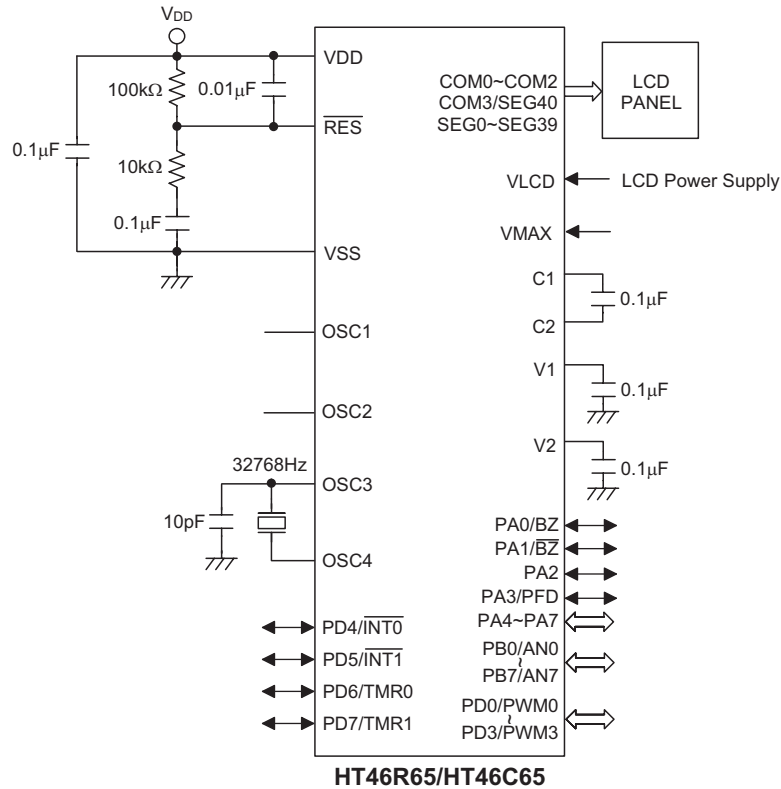 VDD
VDD
100kΩ
0.01μF
RES
0.1μF
10kΩ
0.1μF
VSS
OSC1
OSC2
32768Hz
OSC3
10pF
OSC4
PD4/INT0
PD5/INT1
PD6/TMR0
PD7/TMR1
COM0~COM2
COM3/SEG40
SEG0~SEG39
LCD
PANEL
VLCD
LCD Power Supply
VMAX
C1
0.1μF
C2
V1
0.1μF
V2
0.1μF
PA0/BZ
PA1/BZ
PA2
PA3/PFD
PA4~PA7
PB0/AN0
~
PB7/AN7
PD0/PWM0
~
PD3/PWM3
HT46R65/HT46C65